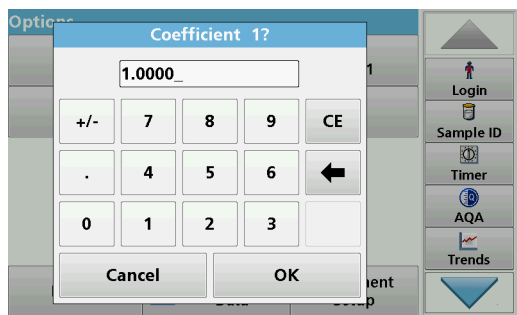 Options
Coefficient 1?
1.0000_
1
+/- 7 8 9 CE
. 4 5 6
0 1 2 3
Cancel OK
Login
Sample ID
Timer
AQA
Trends